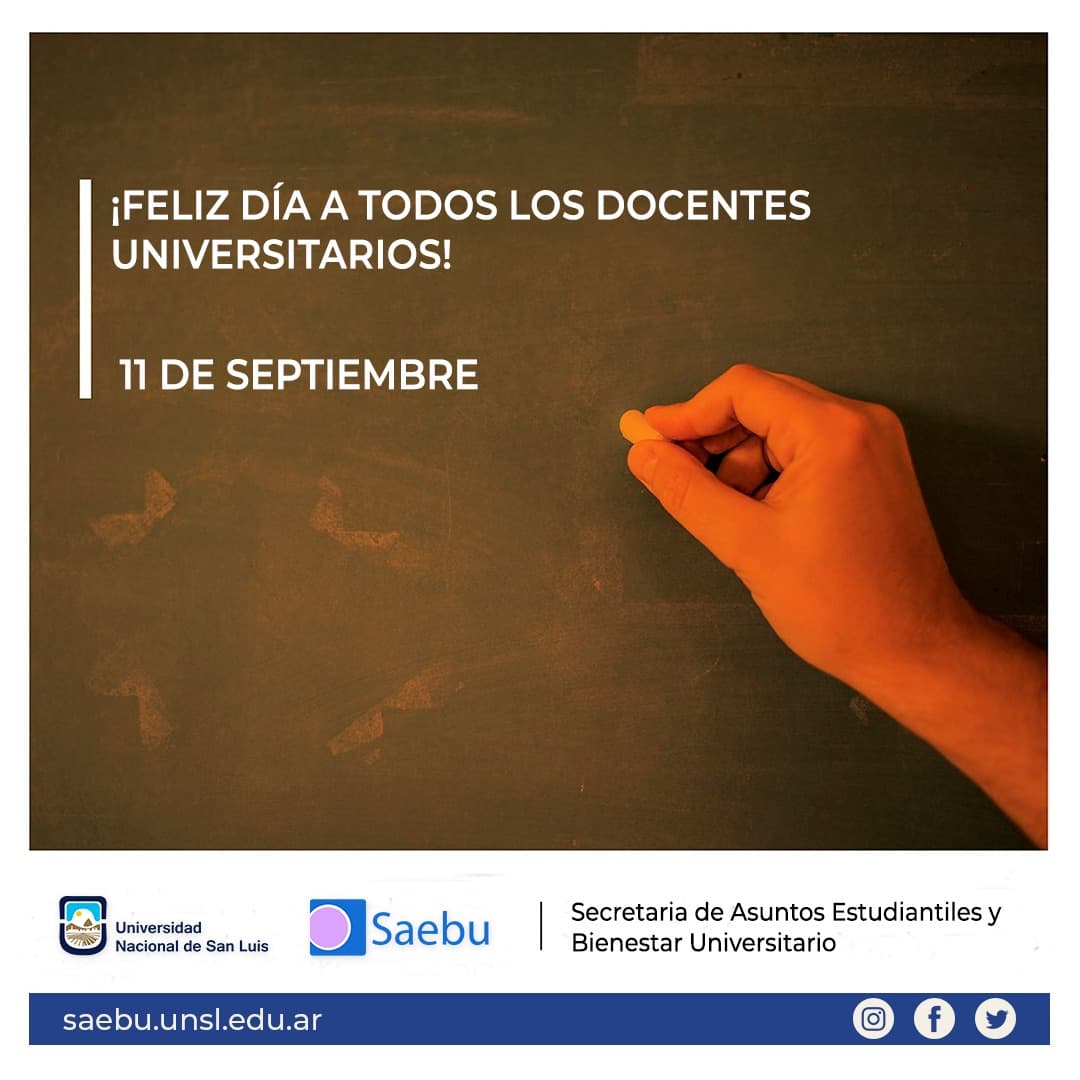 ¡FELIZ DÍA A TODOS LOS DOCENTES
UNIVERSITARIOS!
11 DE SEPTIEMBRE
Universidad
Nacional de San Luis
Saebu
Secretaria de Asuntos Estudiantiles y
Bienestar Universitario
saebu.unsl.edu.ar